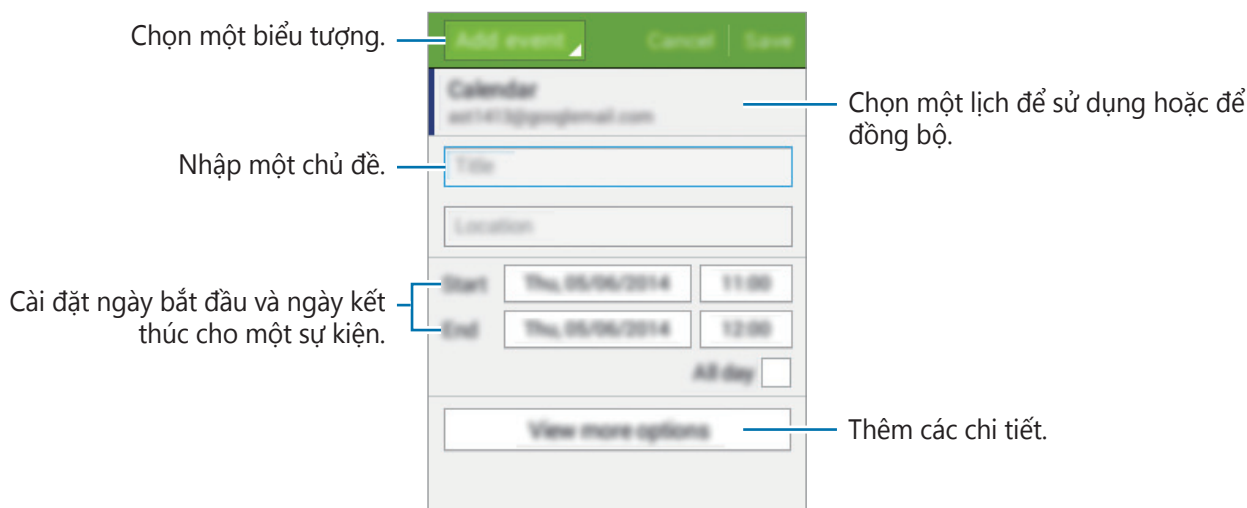 Chọn một biểu tượng.
Add event
Cancel
Save
Calendar
Chọn một lịch để sử dụng hoặc để
đồng bộ.
Nhập một chủ đề.
Title
Location
Cài đặt ngày bắt đầu và ngày kết
thúc cho một sự kiện.
Start
Thu, 05/06/2014
11:00
End
Thu, 05/06/2014
12:00
All day
View more options
Thêm các chi tiết.